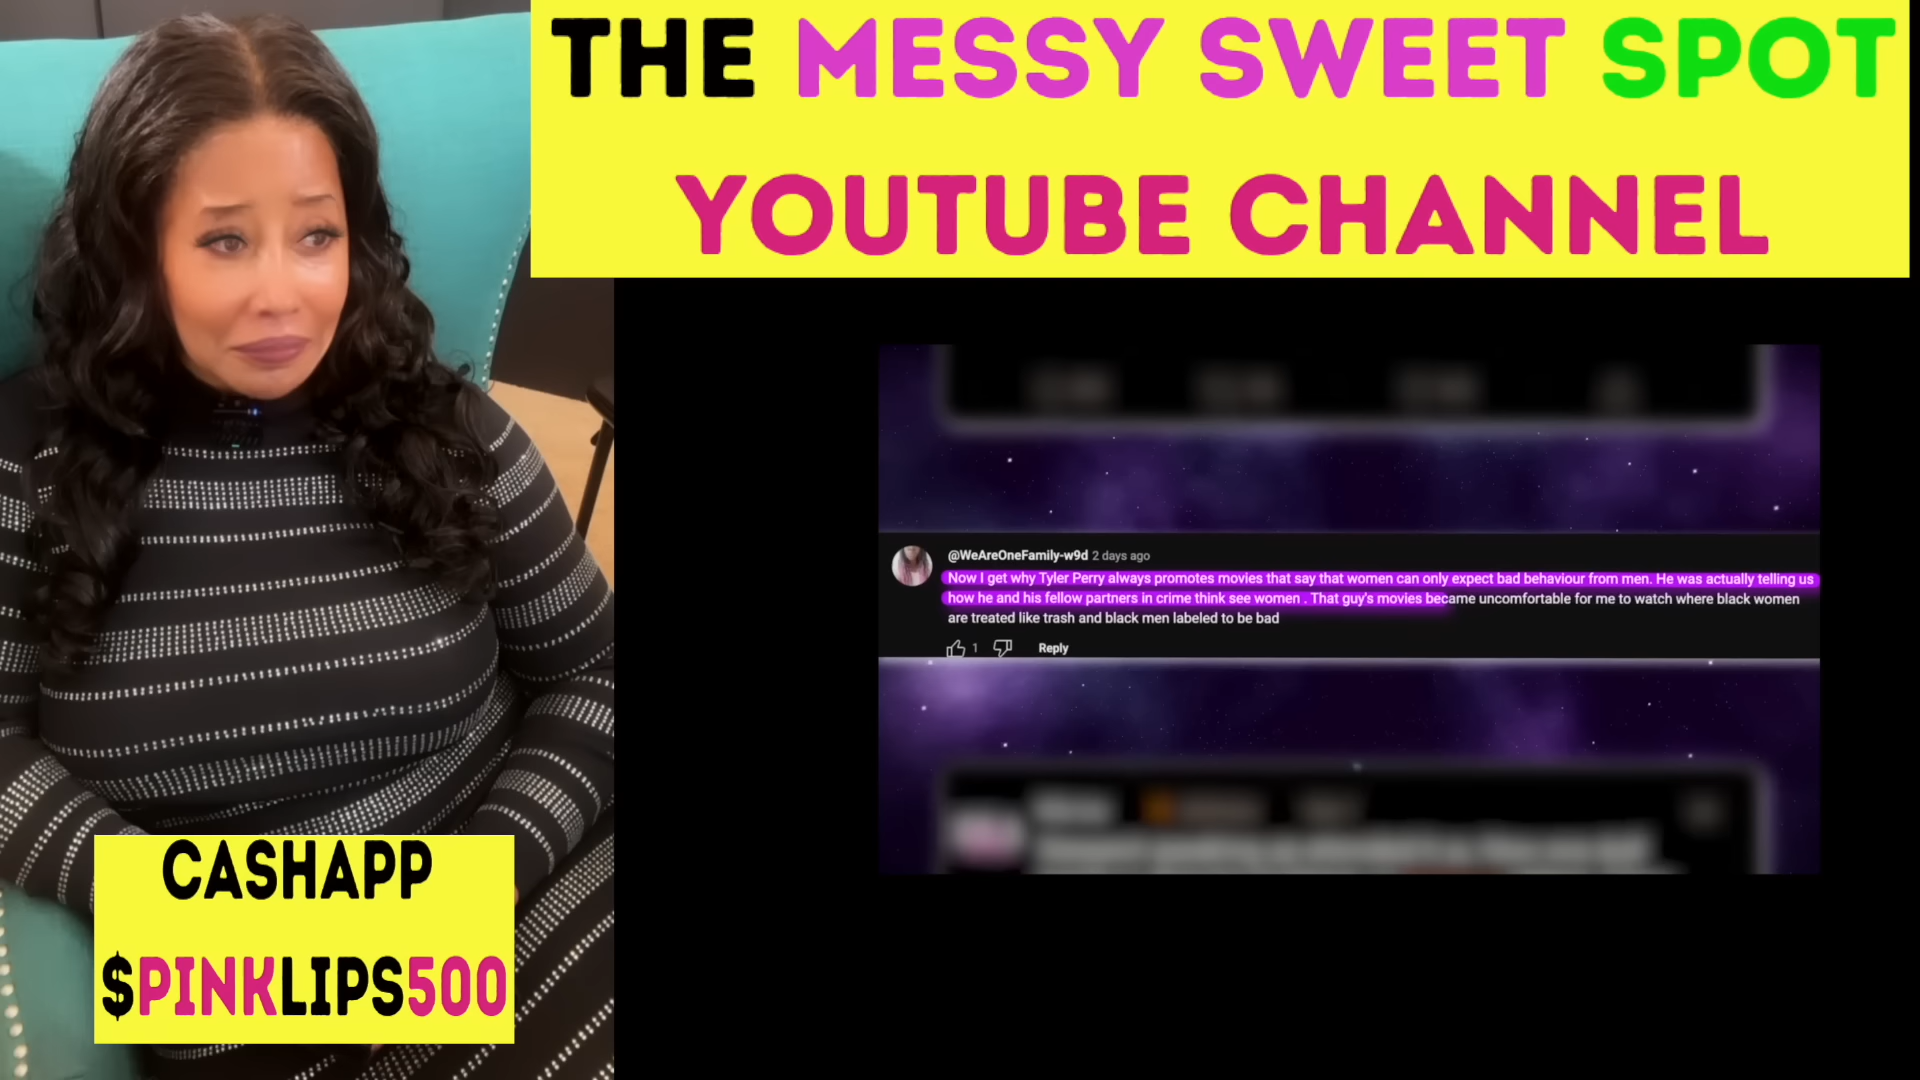 THE MESSY SWEET SPOT
YOUTUBE CHANNEL
@WeAreOneFamily-w9d 2 days ago
Now I get why Tyler Perry always promotes movies that say that women can only expect bad behaviour from men. He was actually telling us
how he and his fellow partners in crime think see women . That guy's movies became uncomfortable for me to watch where black women
are treated like trash and black men labeled to be bad
1 Reply
CASHAPP
$PINKLIPS500